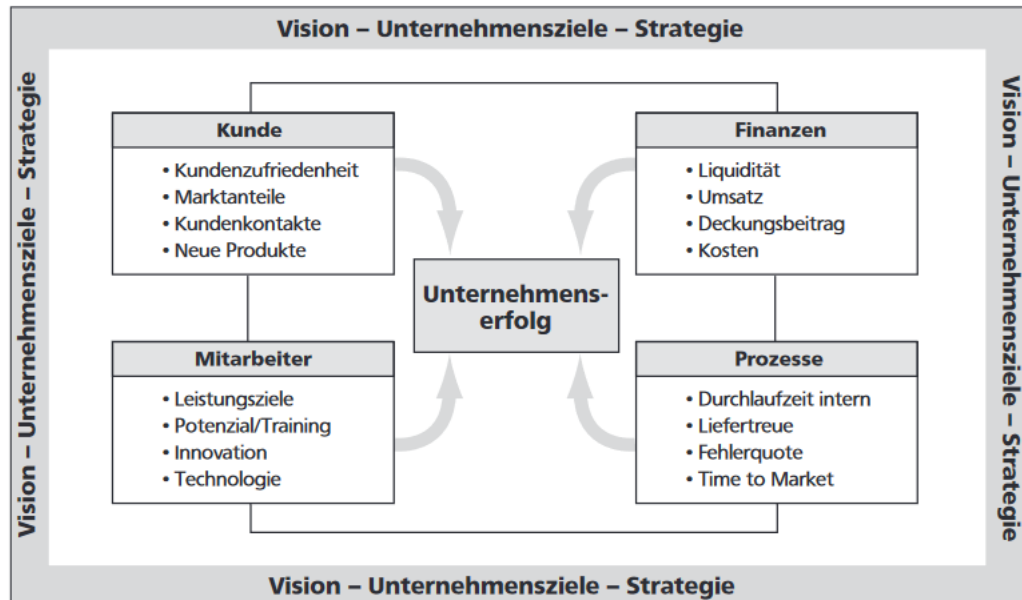 Vision – Unternehmensziele – Strategie
Vision – Unternehmensziele – Strategie
Kunde
• Kundenzufriedenheit
• Marktanteile
• Kundenkontakte
• Neue Produkte
Finanzen
• Liquidität
• Umsatz
• Deckungsbeitrag
• Kosten
Unternehmens-
erfolg
Mitarbeiter
• Leistungsziele
• Potenzial/Training
• Innovation
• Technologie
Prozesse
• Durchlaufzeit intern
• Liefertreue
• Fehlerquote
• Time to Market
Vision – Unternehmensziele – Strategie
Vision – Unternehmensziele – Strategie